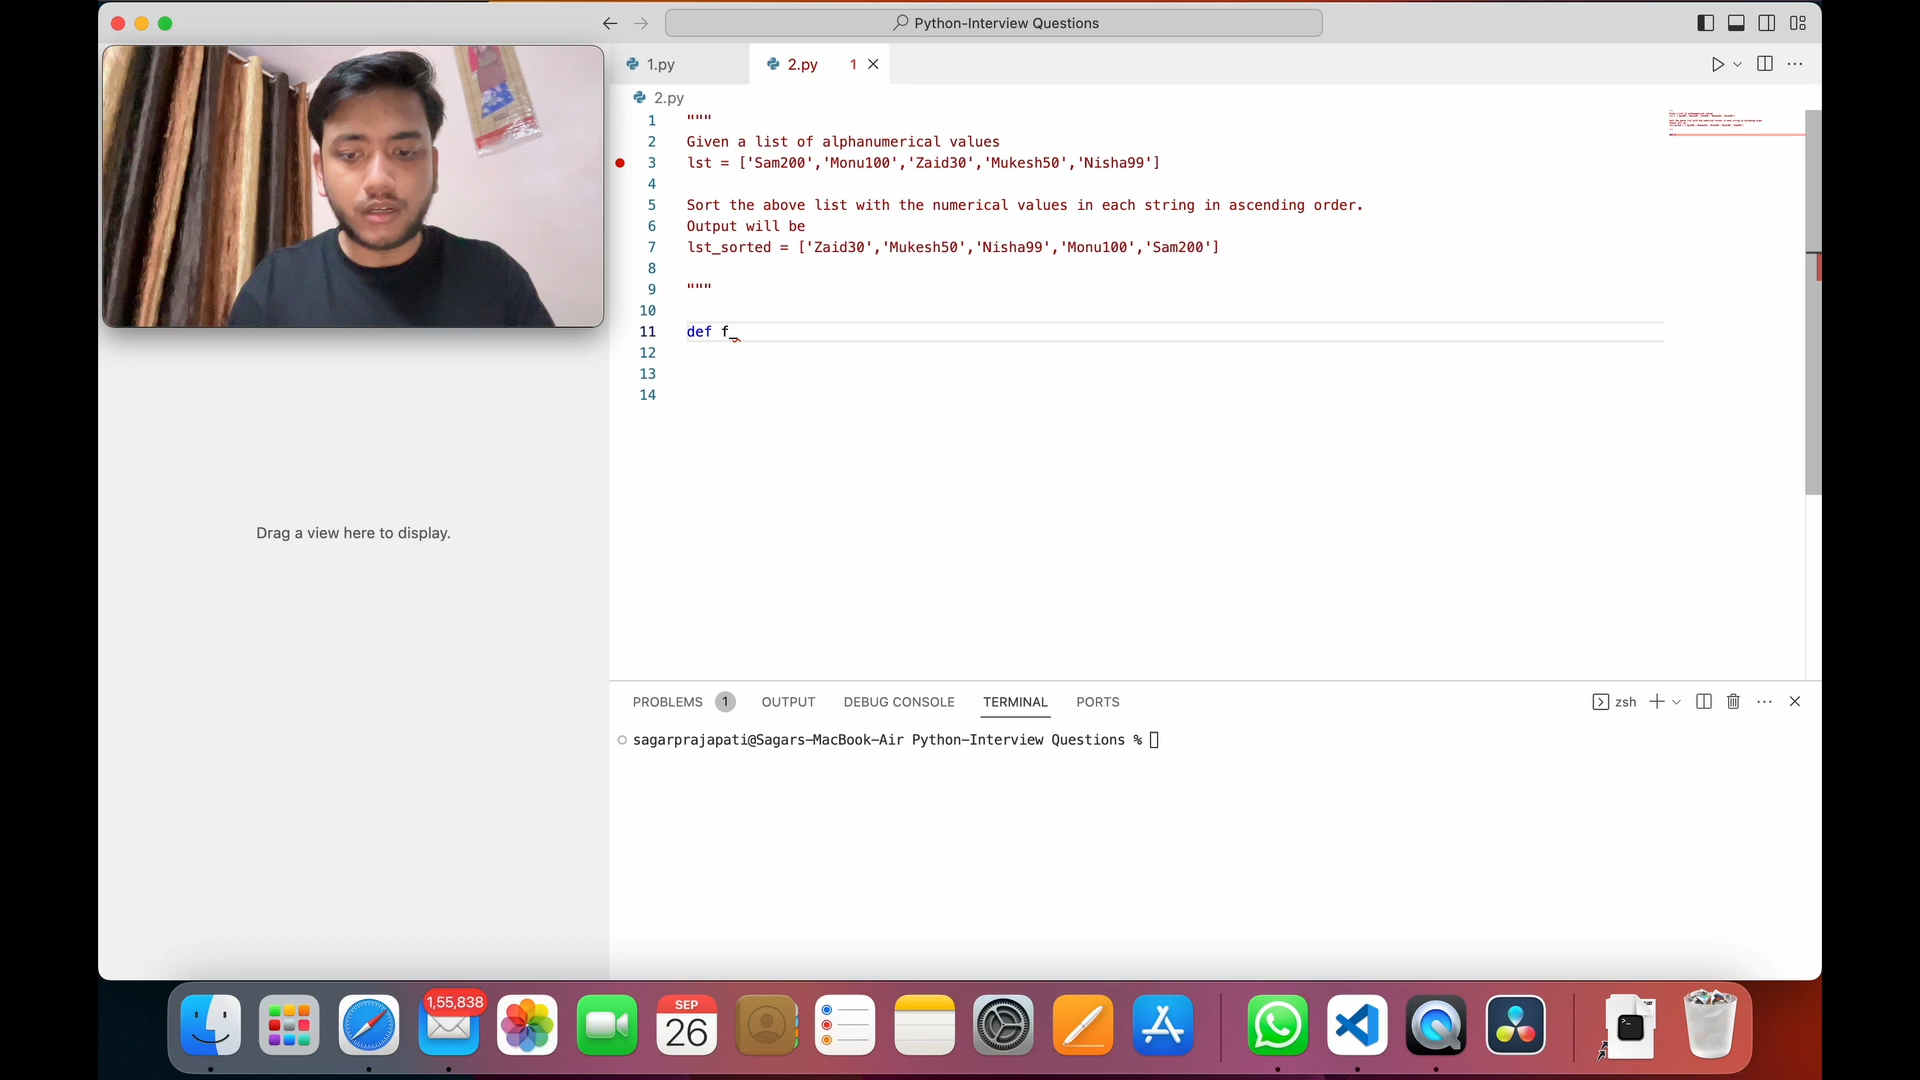 Python-Interview Questions
1.py
2.py 1
2.py
1 """
2 Given a list of alphanumerical values
3 lst = ['Sam200','Monu100','Zaid30','Mukesh50','Nisha99']
4
5 Sort the above list with the numerical values in each string in ascending order.
6 Output will be
7 lst_sorted = ['Zaid30','Mukesh50','Nisha99','Monu100','Sam200']
8
9 """
10
11 def f_
12
13
14
Drag a view here to display.
PROBLEMS 1 OUTPUT DEBUG CONSOLE TERMINAL PORTS
zsh
sagarprajapati@Sagars-MacBook-Air Python-Interview Questions %
1,55,838
SEP
26